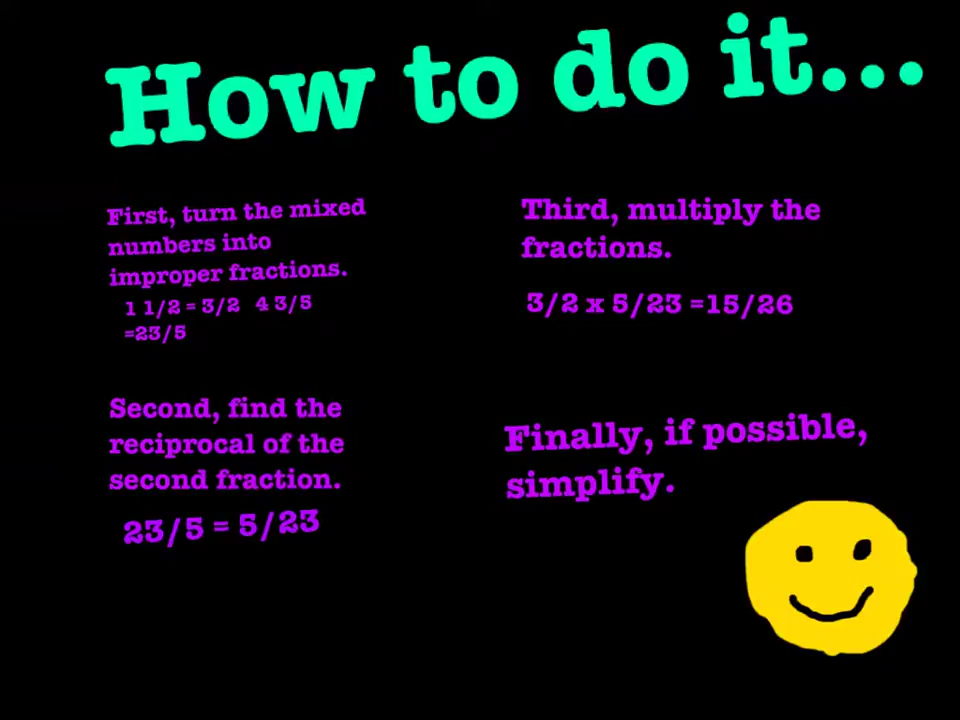 How to do it...
First, turn the mixed
numbers into
improper fractions.
1 1/2 = 3/2 4 3/5
=23/5
Second, find the
reciprocal of the
second fraction.
23/5 = 5/23
Third, multiply the
fractions.
3/2 x 5/23 =15/26
Finally, if possible,
simplify.